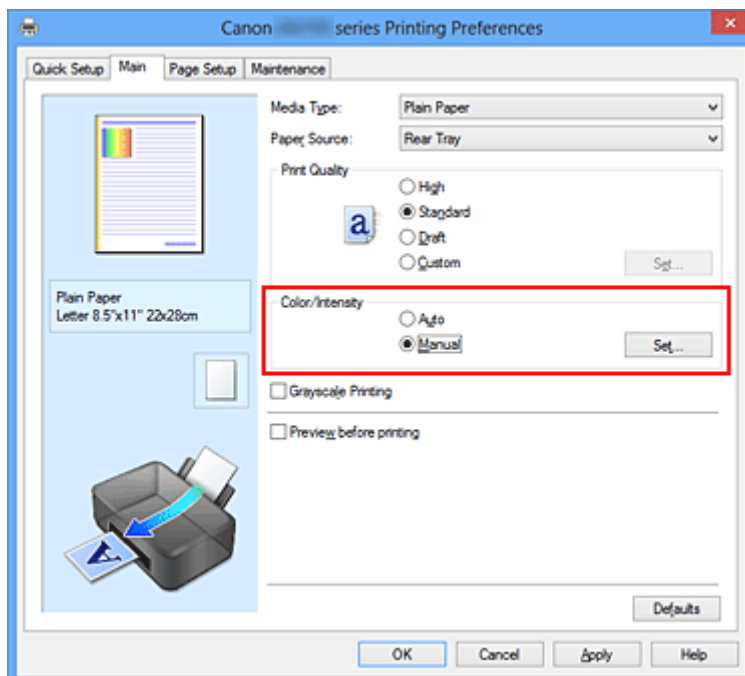 Canon series Printing Preferences
Quick Setup Main Page Setup Maintenance
Media Type: Plain Paper
Paper Source: Rear Tray
Print Quality
High
a Standard
Draft
Custom Set...
Plain Paper
Letter 8.5"x11" 22x28cm
Color/Intensity
Auto
Manual Set...
Grayscale Printing
Preview before printing
A
Defaults
OK Cancel Apply Help